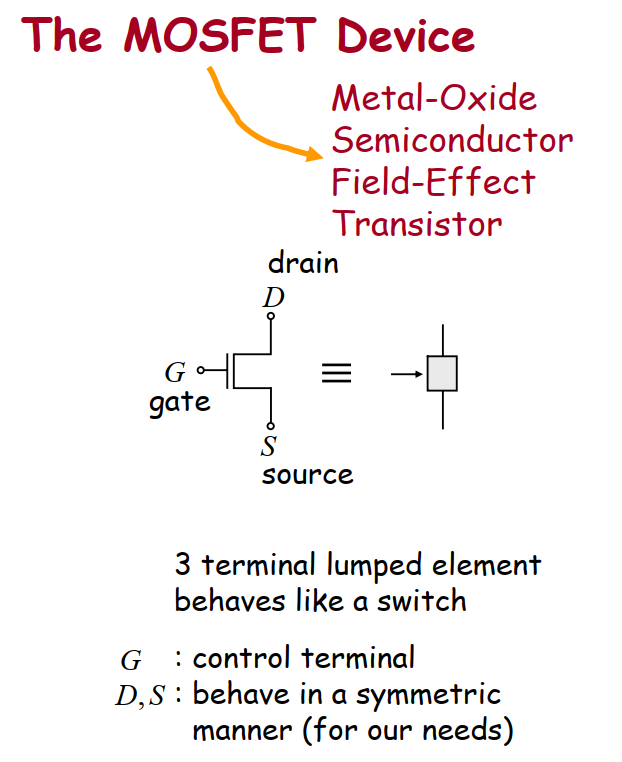 The MOSFET Device
Metal-Oxide
Semiconductor
Field-Effect
Transistor
drain
D
G
gate
≡
S
source
3 terminal lumped element
behaves like a switch
G : control terminal
D, S : behave in a symmetric
manner (for our needs)